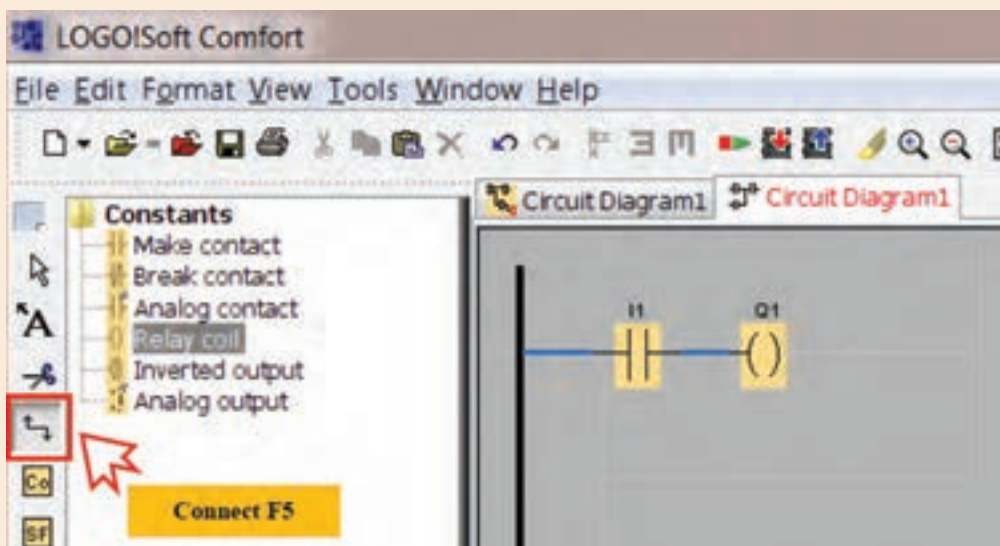 LOGO!Soft Comfort
File Edit Format View Tools Window Help
Circuit Diagram1 Circuit Diagram1
Constants
Make contact
Break contact
Analog contact
Relay coil
Inverted output
Analog output
A
Co
SF
Connect F5
I1 Q1